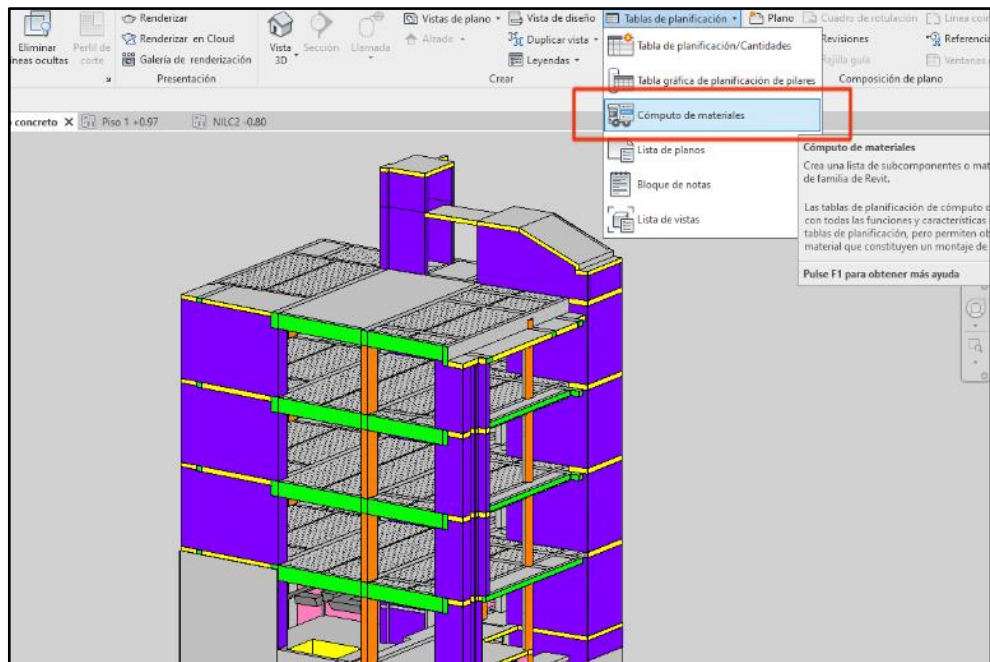 Eliminar
líneas ocultas
Perfil de
corte
Renderizar
Renderizar en Cloud
Galería de renderización
Presentación
Vista
3D
Sección
Llamada
Vistas de plano
Alzado
Vista de diseño
Duplicar vista
Leyendas
Crear
Tablas de planificación
Plano
Cuadro de rotulación
Revisiones
Rejilla guía
Composición de plano
Tabla de planificación/Cantidades
Tabla gráfica de planificación de pilares
Cómputo de materiales
Lista de planos
Bloque de notas
Lista de vistas
Cómputo de materiales
Crea una lista de subcomponentes o mat
de familia de Revit.
Las tablas de planificación de cómputo
con todas las funciones y características
tablas de planificación, pero permiten ob
material que constituyen un montaje de
Pulse F1 para obtener más ayuda
concreto X
Piso 1 +0.97
NILC2 -0.80